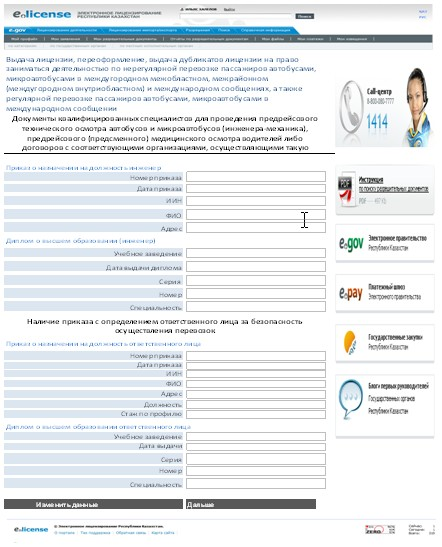 e.license
ЭЛЕКТРОННОЕ ЛИЦЕНЗИРОВАНИЕ
РЕСПУБЛИКИ КАЗАХСТАН
Поиск
e.gov
Выдача лицензии, переоформление, выдача дубликатов лицензии на право
заниматься деятельностью по нерегулярной перевозке пассажиров автобусами,
микроавтобусами в междугородном межобластном, межрайонном
(междугородном внутриобластном) и международном сообщениях, а также
регулярной перевозке пассажиров автобусами, микроавтобусами в
международном сообщении
Документы квалифицированных специалистов для проведения предрейсового
технического осмотра автобусов и микроавтобусов (инженера-механика),
предрейсового (предсменного) медицинского осмотра водителей либо
договоров с соответствующими организациями, осуществляющими такую
Приказ о назначении на должность инженер
Номер приказа
Дата приказа
ИИН
ФИО
Адрес
Диплом о высшем образовании (инженер)
Учебное заведение
Дата выдачи диплома
Серия
Номер
Специальность
Наличие приказа с определением ответственного лица за безопасность
осуществления перевозок
Приказ о назначении на должность ответственного лица
Номер приказа
Дата приказа
ИИН
ФИО
Адрес
Должность
Стаж по профилю
Диплом о высшем образовании ответственного лица
Учебное заведение
Дата выдачи
Серия
Номер
Специальность
Изменить данные
Дальше
Call-центр
8-800-080-7777
1414
Инструкция
по поиску разрешительных документов
PDF
e.gov
Электронное правительство
Республики Казахстан
e.pay
Платежный шлюз
Электронного правительства
Государственные закупки
Республики Казахстан
Блоги первых руководителей
Государственных органов
Республики Казахстан
e.license
© Электронное лицензирование Республики Казахстан.